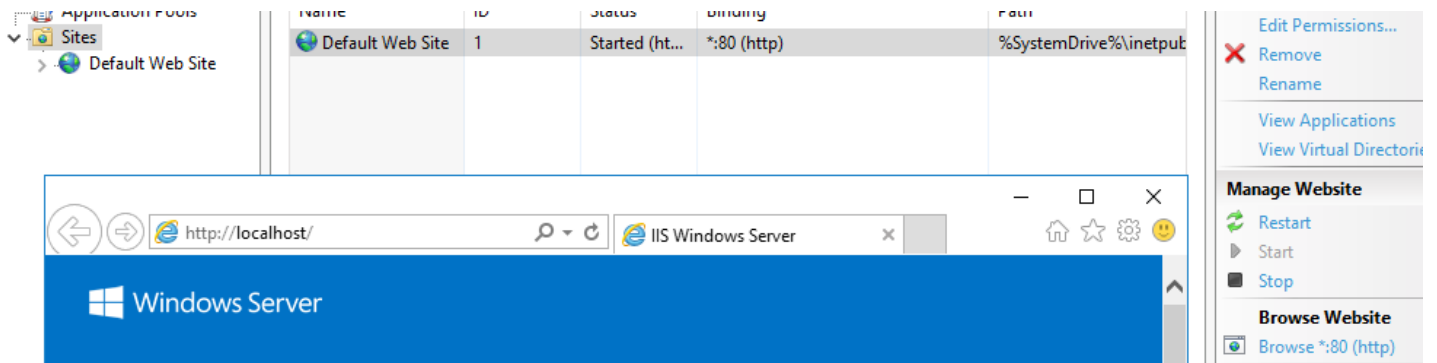 Application Pools
Name ID Status Binding Path
Edit Permissions...
Sites
Default Web Site 1 Started (ht... *:80 (http) %SystemDrive%\inetpub
Remove
Default Web Site
Rename
View Applications
View Virtual Directorie
Manage Website
http://localhost/
IIS Windows Server
Restart
Start
Stop
Windows Server
Browse Website
Browse *:80 (http)